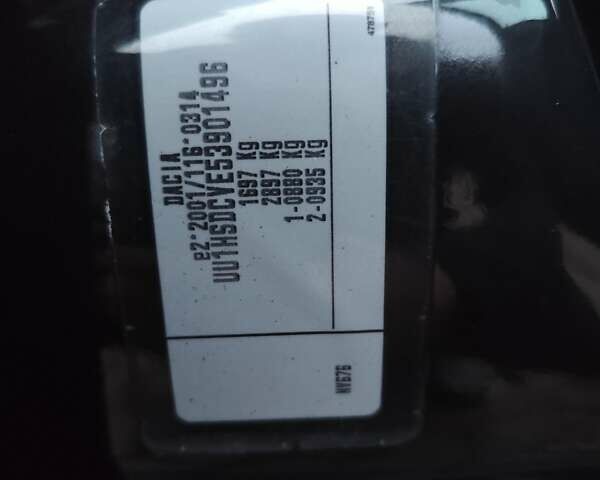 DACIA
e2*2001/116*0314
UU1HSDCVE53901496
1697 Kg
2897 Kg
1-0880 Kg
2-0935 Kg
NV676